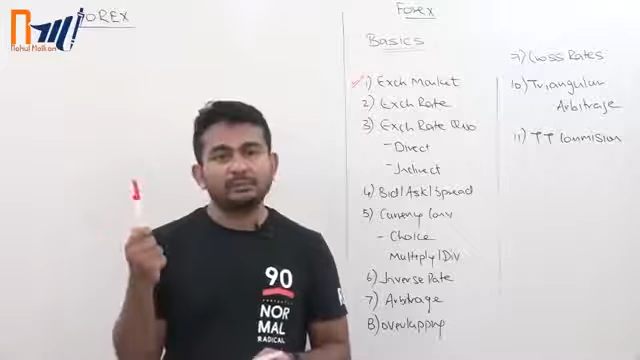 FOREX
Rahul Malkan
Forex
Basics
1) Exch Market
2) Exch Rate
3) Exch Rate Quo
- Direct
- Indirect
4) Bid/Ask/Spread
5) Currency Conv
- Choice
Multiply/Div
6) Inverse Rate
7) Arbitrage
8) overlapping
9) Cross Rates
10) Triangular
Arbitrage
11) TT Commision
90
NOR
MAL
RADICAL